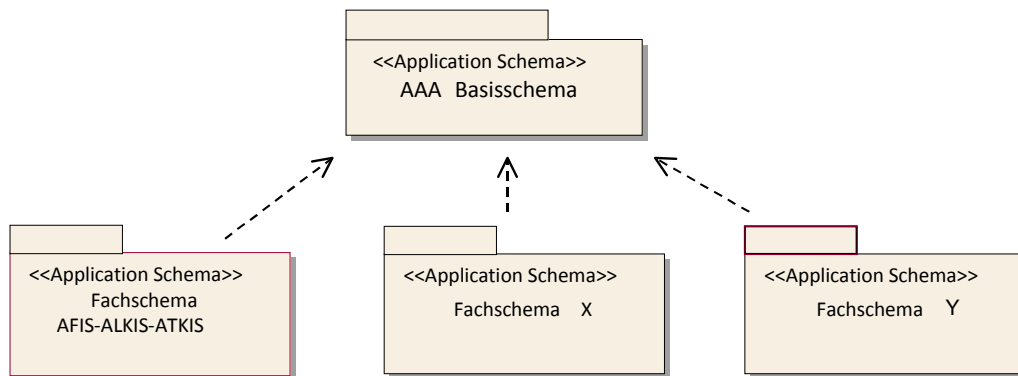 <<Application Schema>>
AAA Basisschema
<<Application Schema>>
Fachschema
AFIS-ALKIS-ATKIS
<<Application Schema>>
Fachschema X
<<Application Schema>>
Fachschema Y